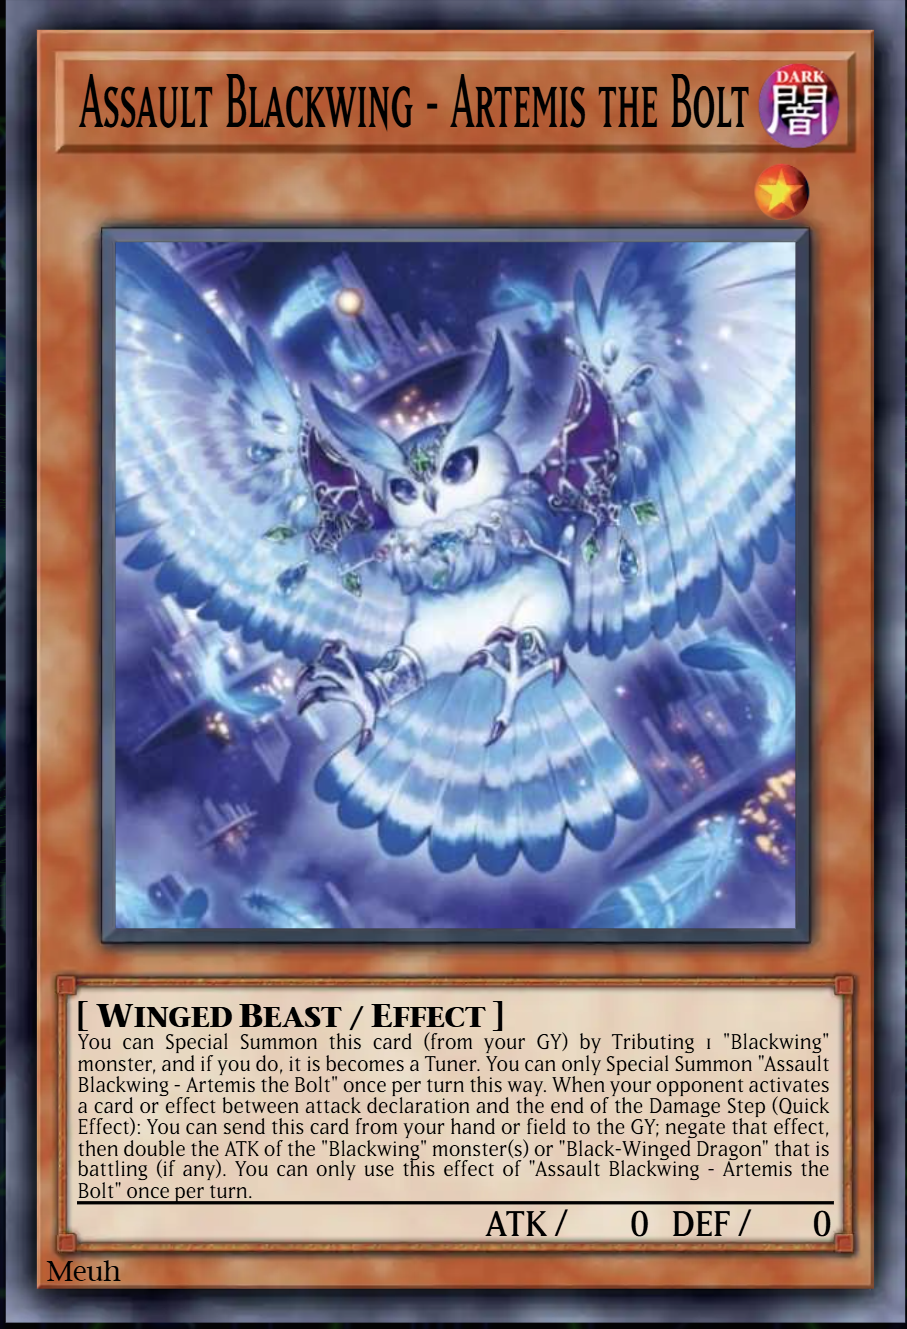 Assault Blackwing - Artemis the Bolt
DARK
闇
[ Winged Beast / Effect ]
You can Special Summon this card (from your GY) by Tributing 1 "Blackwing"
monster, and if you do, it is becomes a Tuner. You can only Special Summon "Assault
Blackwing - Artemis the Bolt" once per turn this way. When your opponent activates
a card or effect between attack declaration and the end of the Damage Step (Quick
Effect): You can send this card from your hand or field to the GY; negate that effect,
then double the ATK of the "Blackwing" monster(s) or "Black-Winged Dragon" that is
battling (if any). You can only use this effect of "Assault Blackwing - Artemis the
Bolt" once per turn.
ATK / 0 DEF / 0
Meuh